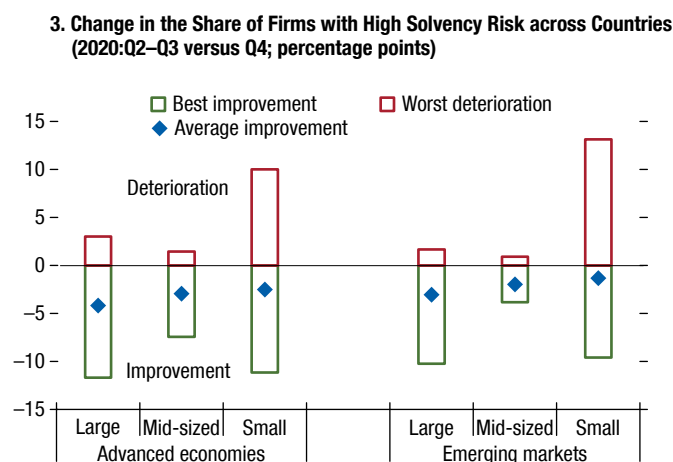 3. Change in the Share of Firms with High Solvency Risk across Countries
(2020:Q2–Q3 versus Q4; percentage points)
Best improvement
Worst deterioration
Average improvement
15
10
5
0
–5
–10
–15
Deterioration
Improvement
Large
Mid-sized
Small
Large
Mid-sized
Small
Advanced economies
Emerging markets